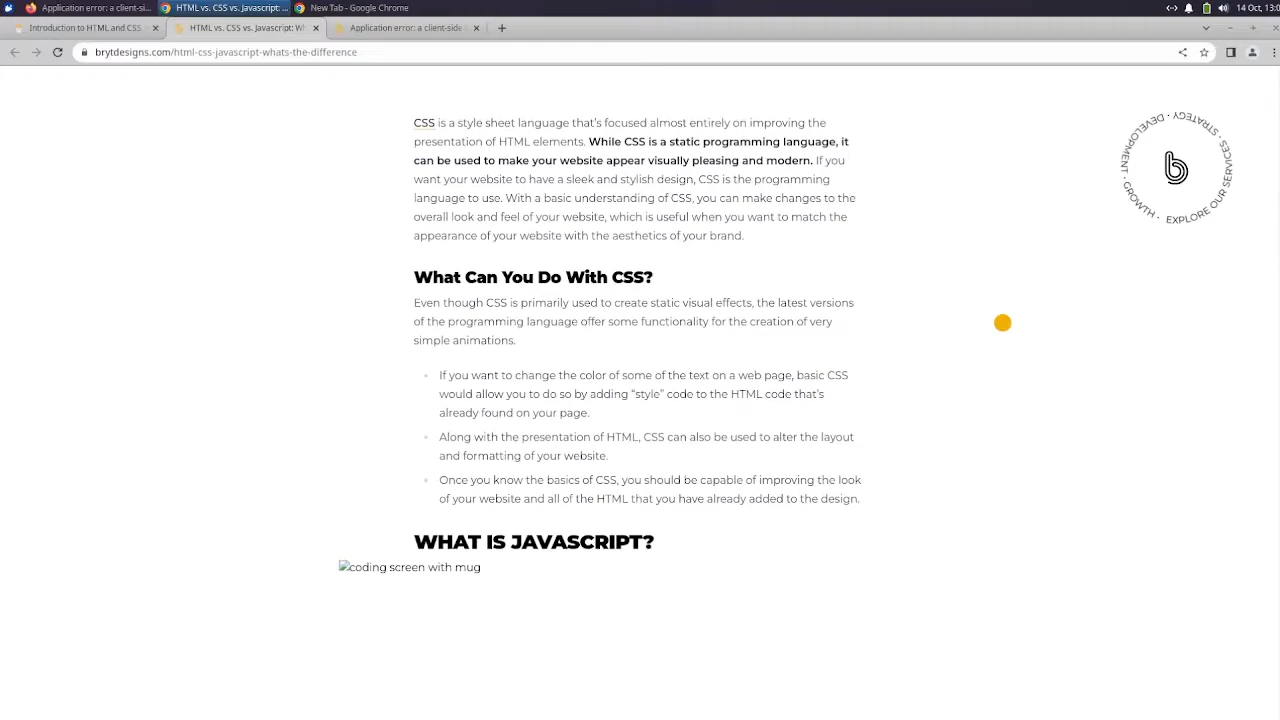 Application error: a client-si...
HTML vs. CSS vs. Javascript: ...
New Tab - Google Chrome
14 Oct, 13:0
Introduction to HTML and CSS
HTML vs. CSS vs. Javascript: Wh
Application error: a client-side
brytdesigns.com/html-css-javascript-whats-the-difference
CSS is a style sheet language that’s focused almost entirely on improving the
presentation of HTML elements. While CSS is a static programming language, it
can be used to make your website appear visually pleasing and modern. If you
want your website to have a sleek and stylish design, CSS is the programming
language to use. With a basic understanding of CSS, you can make changes to the
overall look and feel of your website, which is useful when you want to match the
appearance of your website with the aesthetics of your brand.
EXPLORE OUR SERVICES · STRATEGY · DEVELOPMENT · GROWTH ·
b
What Can You Do With CSS?
Even though CSS is primarily used to create static visual effects, the latest versions
of the programming language offer some functionality for the creation of very
simple animations.
If you want to change the color of some of the text on a web page, basic CSS
would allow you to do so by adding “style” code to the HTML code that’s
already found on your page.
Along with the presentation of HTML, CSS can also be used to alter the layout
and formatting of your website.
Once you know the basics of CSS, you should be capable of improving the look
of your website and all of the HTML that you have already added to the design.
WHAT IS JAVASCRIPT?
coding screen with mug